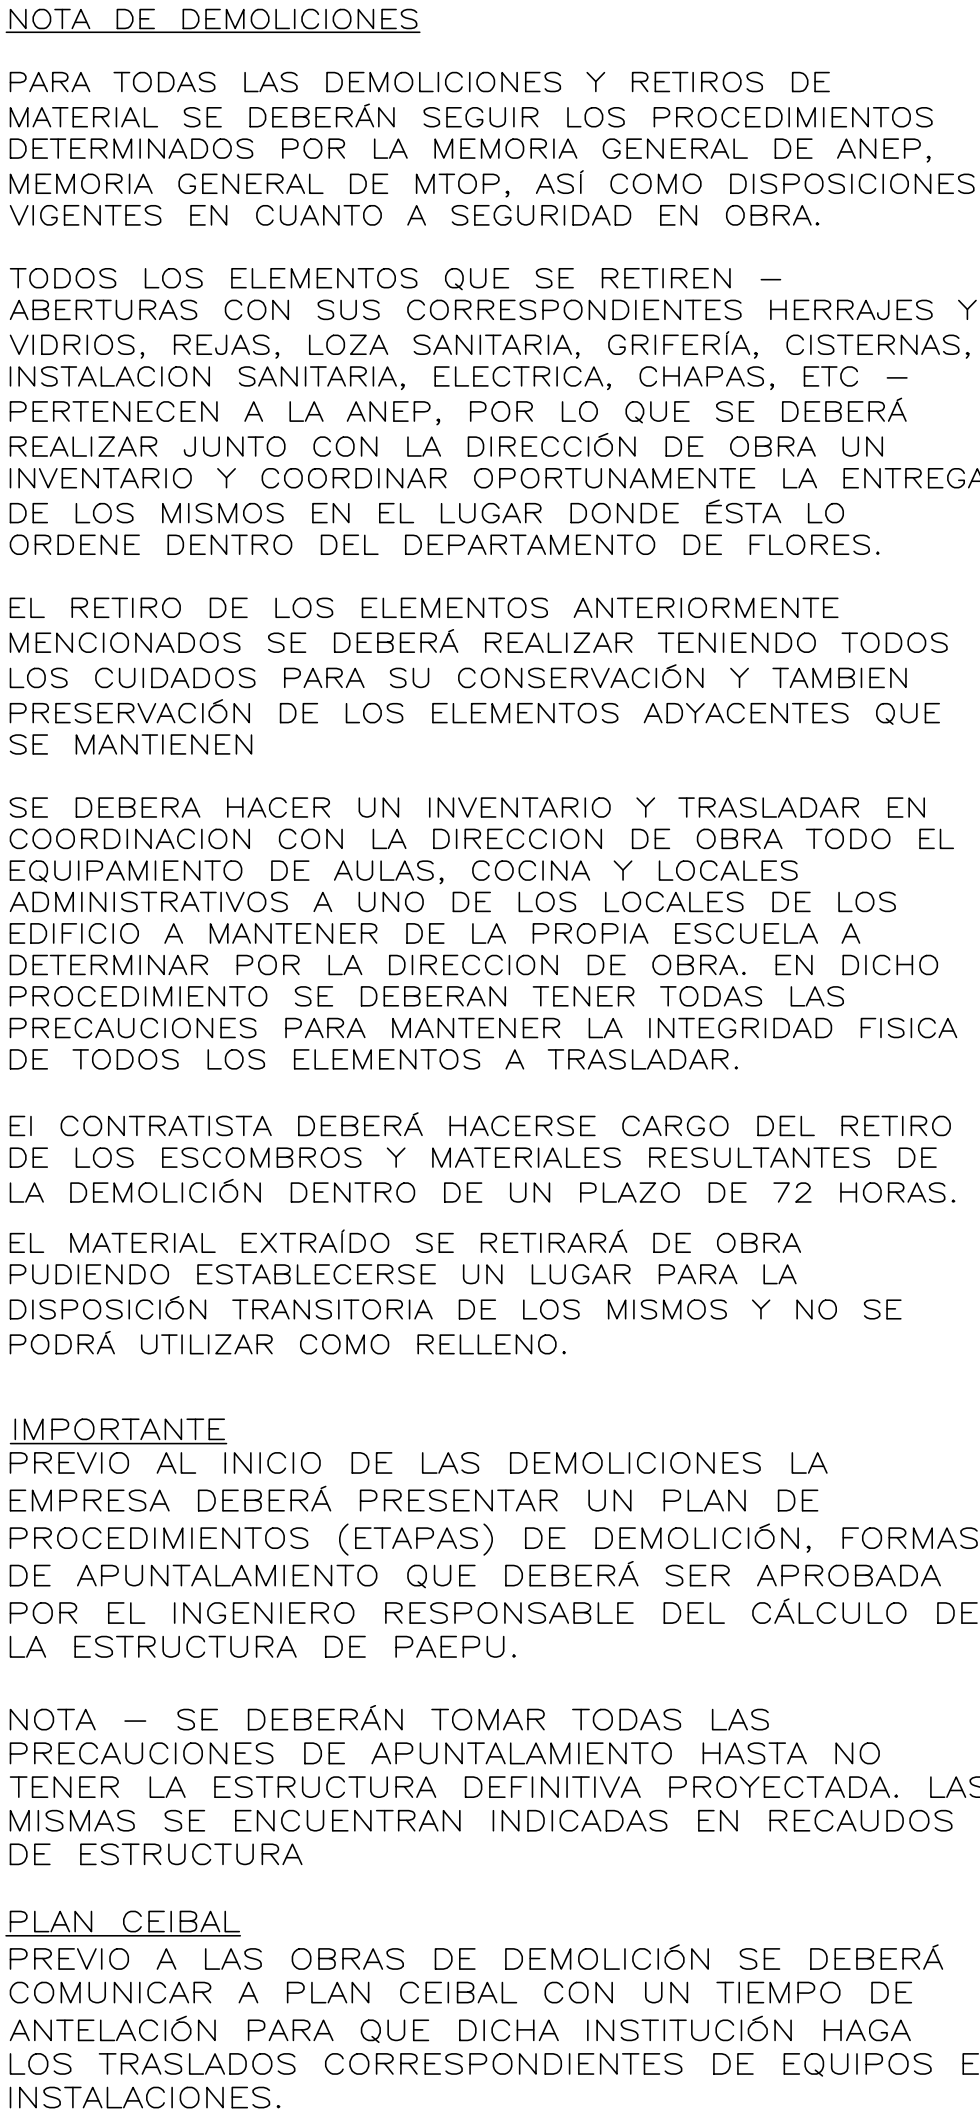 NOTA DE DEMOLICIONES
PARA TODAS LAS DEMOLICIONES Y RETIROS DE
MATERIAL SE DEBERÁN SEGUIR LOS PROCEDIMIENTOS
DETERMINADOS POR LA MEMORIA GENERAL DE ANEP,
MEMORIA GENERAL DE MTOP, ASÍ COMO DISPOSICIONES
VIGENTES EN CUANTO A SEGURIDAD EN OBRA.
TODOS LOS ELEMENTOS QUE SE RETIREN –
ABERTURAS CON SUS CORRESPONDIENTES HERRAJES Y
VIDRIOS, REJAS, LOZA SANITARIA, GRIFERÍA, CISTERNAS,
INSTALACION SANITARIA, ELECTRICA, CHAPAS, ETC –
PERTENECEN A LA ANEP, POR LO QUE SE DEBERÁ
REALIZAR JUNTO CON LA DIRECCIÓN DE OBRA UN
INVENTARIO Y COORDINAR OPORTUNAMENTE LA ENTREGA
DE LOS MISMOS EN EL LUGAR DONDE ÉSTA LO
ORDENE DENTRO DEL DEPARTAMENTO DE FLORES.
EL RETIRO DE LOS ELEMENTOS ANTERIORMENTE
MENCIONADOS SE DEBERÁ REALIZAR TENIENDO TODOS
LOS CUIDADOS PARA SU CONSERVACIÓN Y TAMBIEN
PRESERVACIÓN DE LOS ELEMENTOS ADYACENTES QUE
SE MANTIENEN
SE DEBERA HACER UN INVENTARIO Y TRASLADAR EN
COORDINACION CON LA DIRECCION DE OBRA TODO EL
EQUIPAMIENTO DE AULAS, COCINA Y LOCALES
ADMINISTRATIVOS A UNO DE LOS LOCALES DE LOS
EDIFICIO A MANTENER DE LA PROPIA ESCUELA A
DETERMINAR POR LA DIRECCION DE OBRA. EN DICHO
PROCEDIMIENTO SE DEBERAN TENER TODAS LAS
PRECAUCIONES PARA MANTENER LA INTEGRIDAD FISICA
DE TODOS LOS ELEMENTOS A TRASLADAR.
El CONTRATISTA DEBERÁ HACERSE CARGO DEL RETIRO
DE LOS ESCOMBROS Y MATERIALES RESULTANTES DE
LA DEMOLICIÓN DENTRO DE UN PLAZO DE 72 HORAS.
EL MATERIAL EXTRAÍDO SE RETIRARÁ DE OBRA
PUDIENDO ESTABLECERSE UN LUGAR PARA LA
DISPOSICIÓN TRANSITORIA DE LOS MISMOS Y NO SE
PODRÁ UTILIZAR COMO RELLENO.
IMPORTANTE
PREVIO AL INICIO DE LAS DEMOLICIONES LA
EMPRESA DEBERÁ PRESENTAR UN PLAN DE
PROCEDIMIENTOS (ETAPAS) DE DEMOLICIÓN, FORMAS
DE APUNTALAMIENTO QUE DEBERÁ SER APROBADA
POR EL INGENIERO RESPONSABLE DEL CÁLCULO DE
LA ESTRUCTURA DE PAEPU.
NOTA – SE DEBERÁN TOMAR TODAS LAS
PRECAUCIONES DE APUNTALAMIENTO HASTA NO
TENER LA ESTRUCTURA DEFINITIVA PROYECTADA. LAS
MISMAS SE ENCUENTRAN INDICADAS EN RECAUDOS
DE ESTRUCTURA
PLAN CEIBAL
PREVIO A LAS OBRAS DE DEMOLICIÓN SE DEBERÁ
COMUNICAR A PLAN CEIBAL CON UN TIEMPO DE
ANTELACIÓN PARA QUE DICHA INSTITUCIÓN HAGA
LOS TRASLADOS CORRESPONDIENTES DE EQUIPOS E
INSTALACIONES.